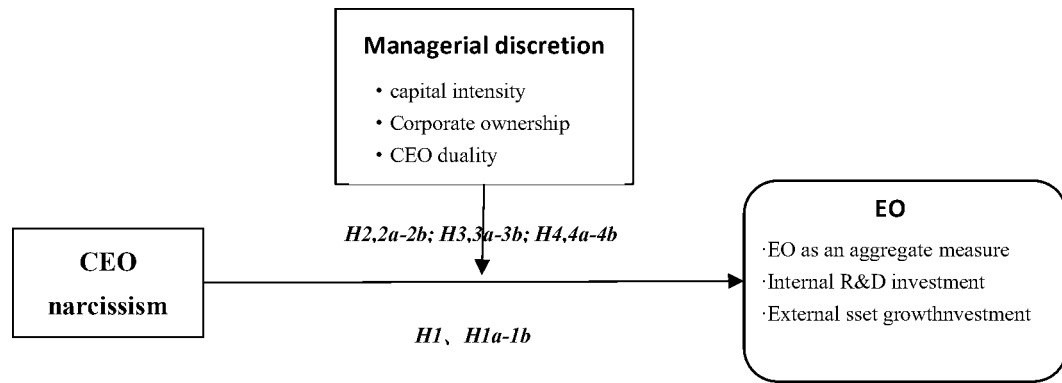 Managerial discretion
• capital intensity
• Corporate ownership
• CEO duality
H2,2a-2b; H3,3a-3b; H4,4a-4b
CEO
narcissism
H1、H1a-1b
EO
·EO as an aggregate measure
·Internal R&D investment
·External sset growthnvestment